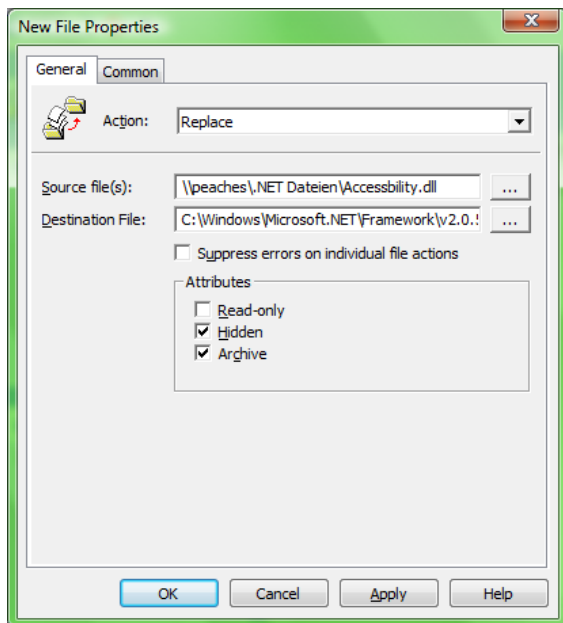 New File Properties
General Common
Action: Replace
Source file(s): \\peaches\.NET Dateien\Accessbility.dll ...
Destination File: C:\Windows\Microsoft.NET\Framework\v2.0.! ...
Suppress errors on individual file actions
Attributes
Read-only
Hidden
Archive
OK Cancel Apply Help